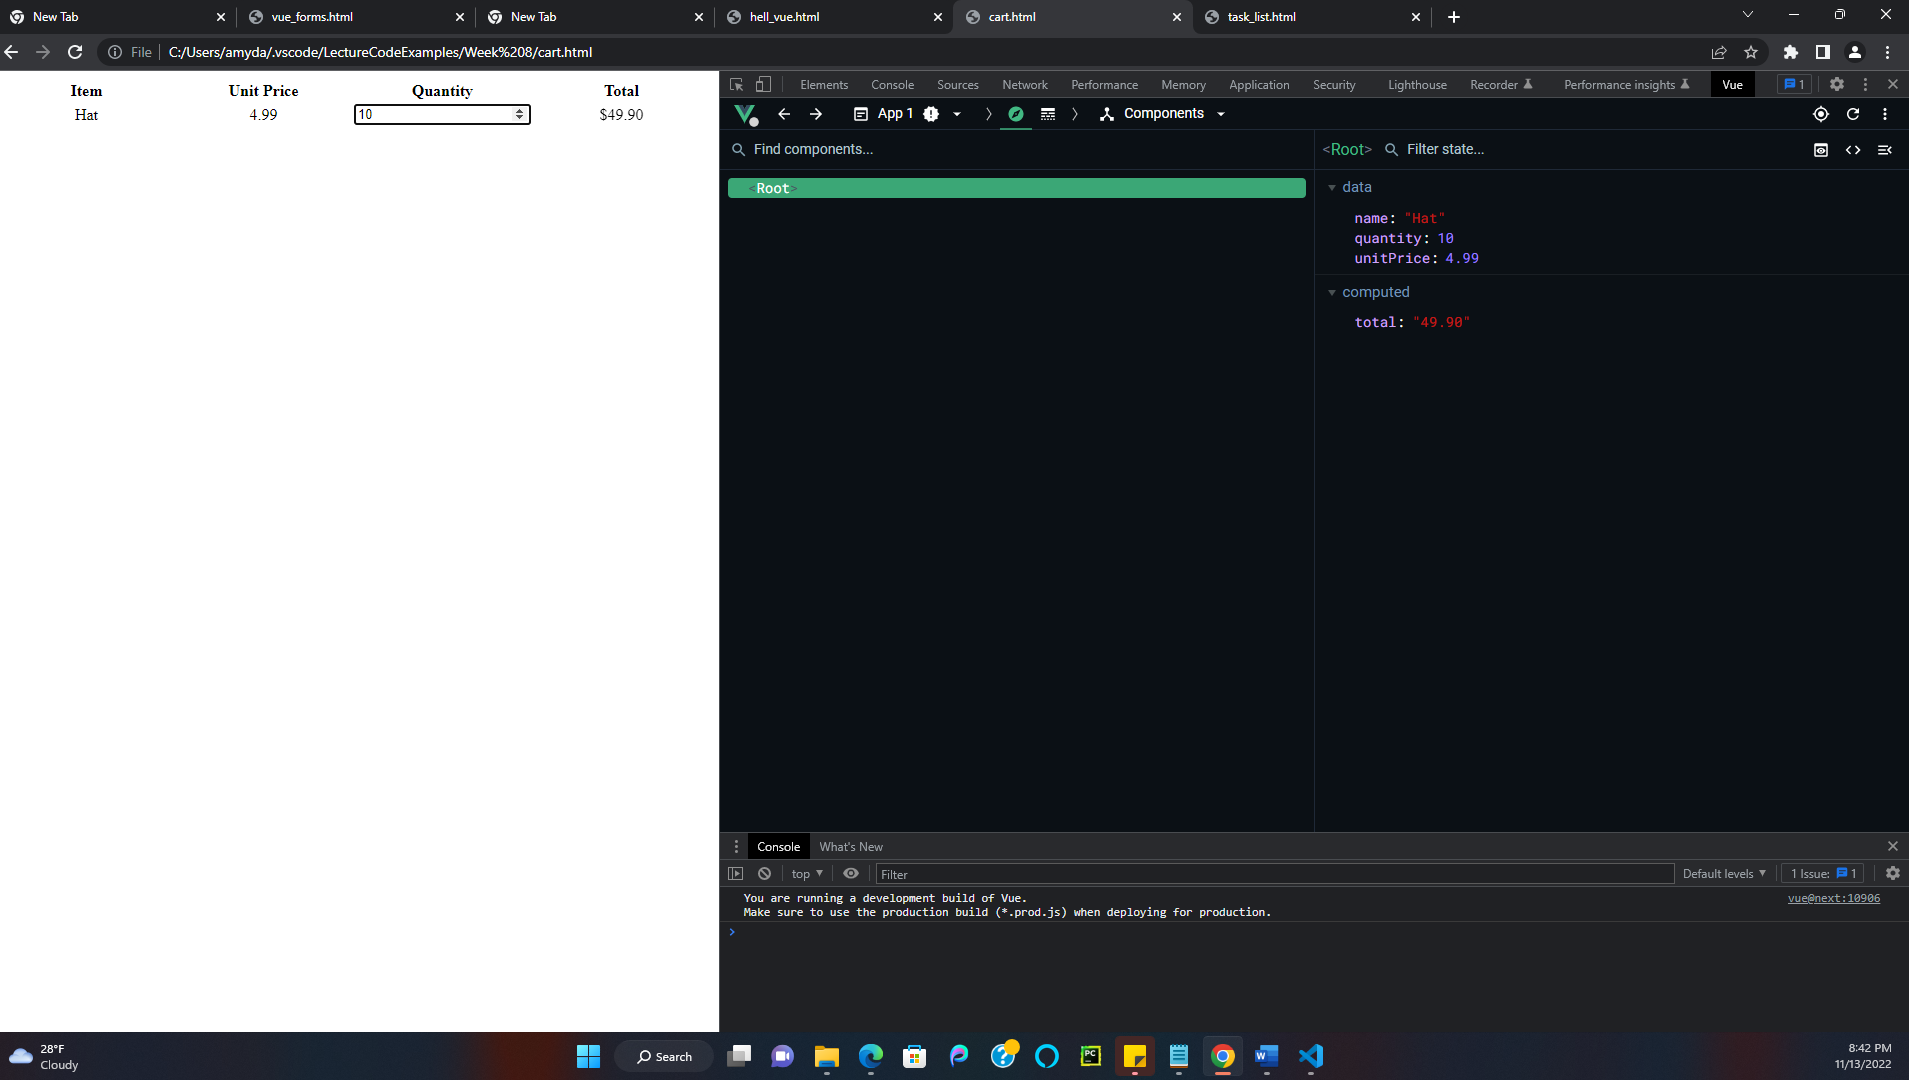 New Tab
vue_forms.html
New Tab
hell_vue.html
cart.html
task_list.html
File
C:/Users/amyda/.vscode/LectureCodeExamples/Week%208/cart.html
Item Unit Price Quantity Total
Hat 4.99 10 $49.90
Elements Console Sources Network Performance Memory Application Security Lighthouse Recorder Performance insights Vue 1
App 1 Components
Find components...
<Root>
<Root> Filter state...
data
name: "Hat"
quantity: 10
unitPrice: 4.99
computed
total: "49.90"
Console What's New
top Filter Default levels 1 Issue: 1
You are running a development build of Vue. vue@next:10906
Make sure to use the production build (*.prod.js) when deploying for production.
28°F
Cloudy
Search
PC
8:42 PM
11/13/2022